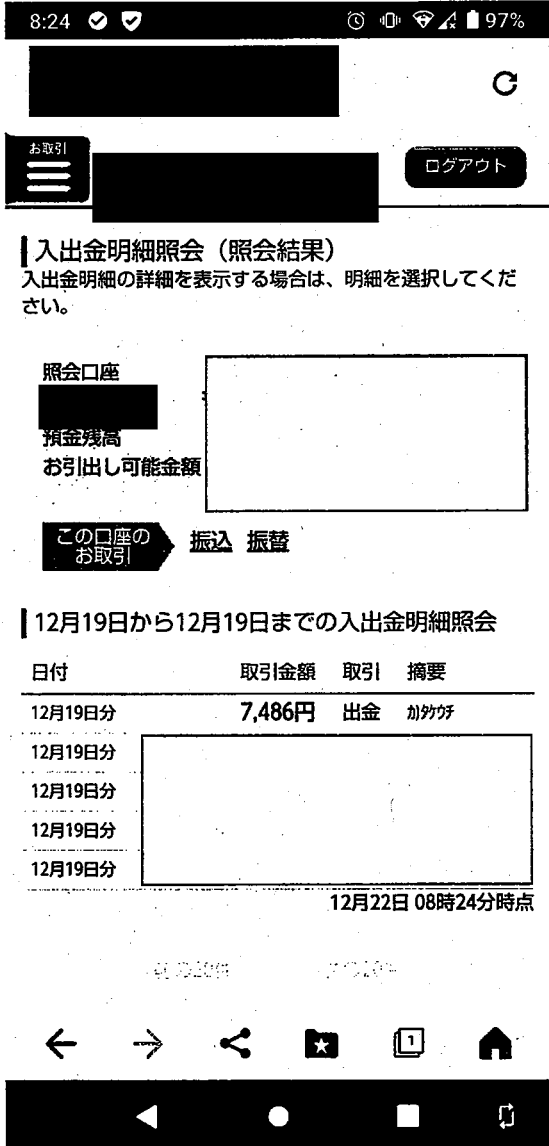 8:24 97%
お取引
ログアウト
入出金明細照会（照会結果）
入出金明細の詳細を表示する場合は、明細を選択してくだ
さい。
照会口座
預金残高
お引出し可能金額
この口座の
お取引
振込 振替
12月19日から12月19日までの入出金明細照会
日付 取引金額 取引 摘要
12月19日分 7,486円 出金 ｶ)ﾀｹｳﾁ
12月19日分
12月19日分
12月19日分
12月19日分
12月22日 08時24分時点
1